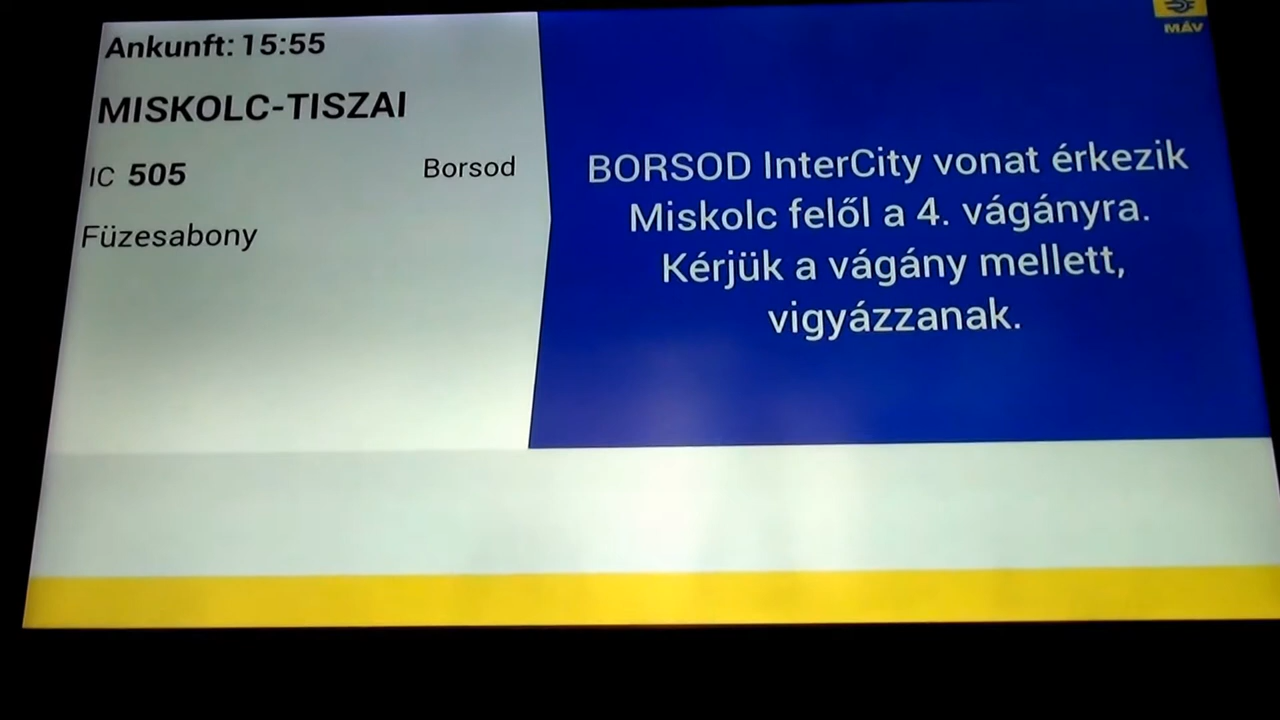 Ankunft: 15:55
MISKOLC-TISZAI
IC 505 Borsod
Füzesabony
MÁV
BORSOD InterCity vonat érkezik
Miskolc felől a 4. vágányra.
Kérjük a vágány mellett,
vigyázzanak.